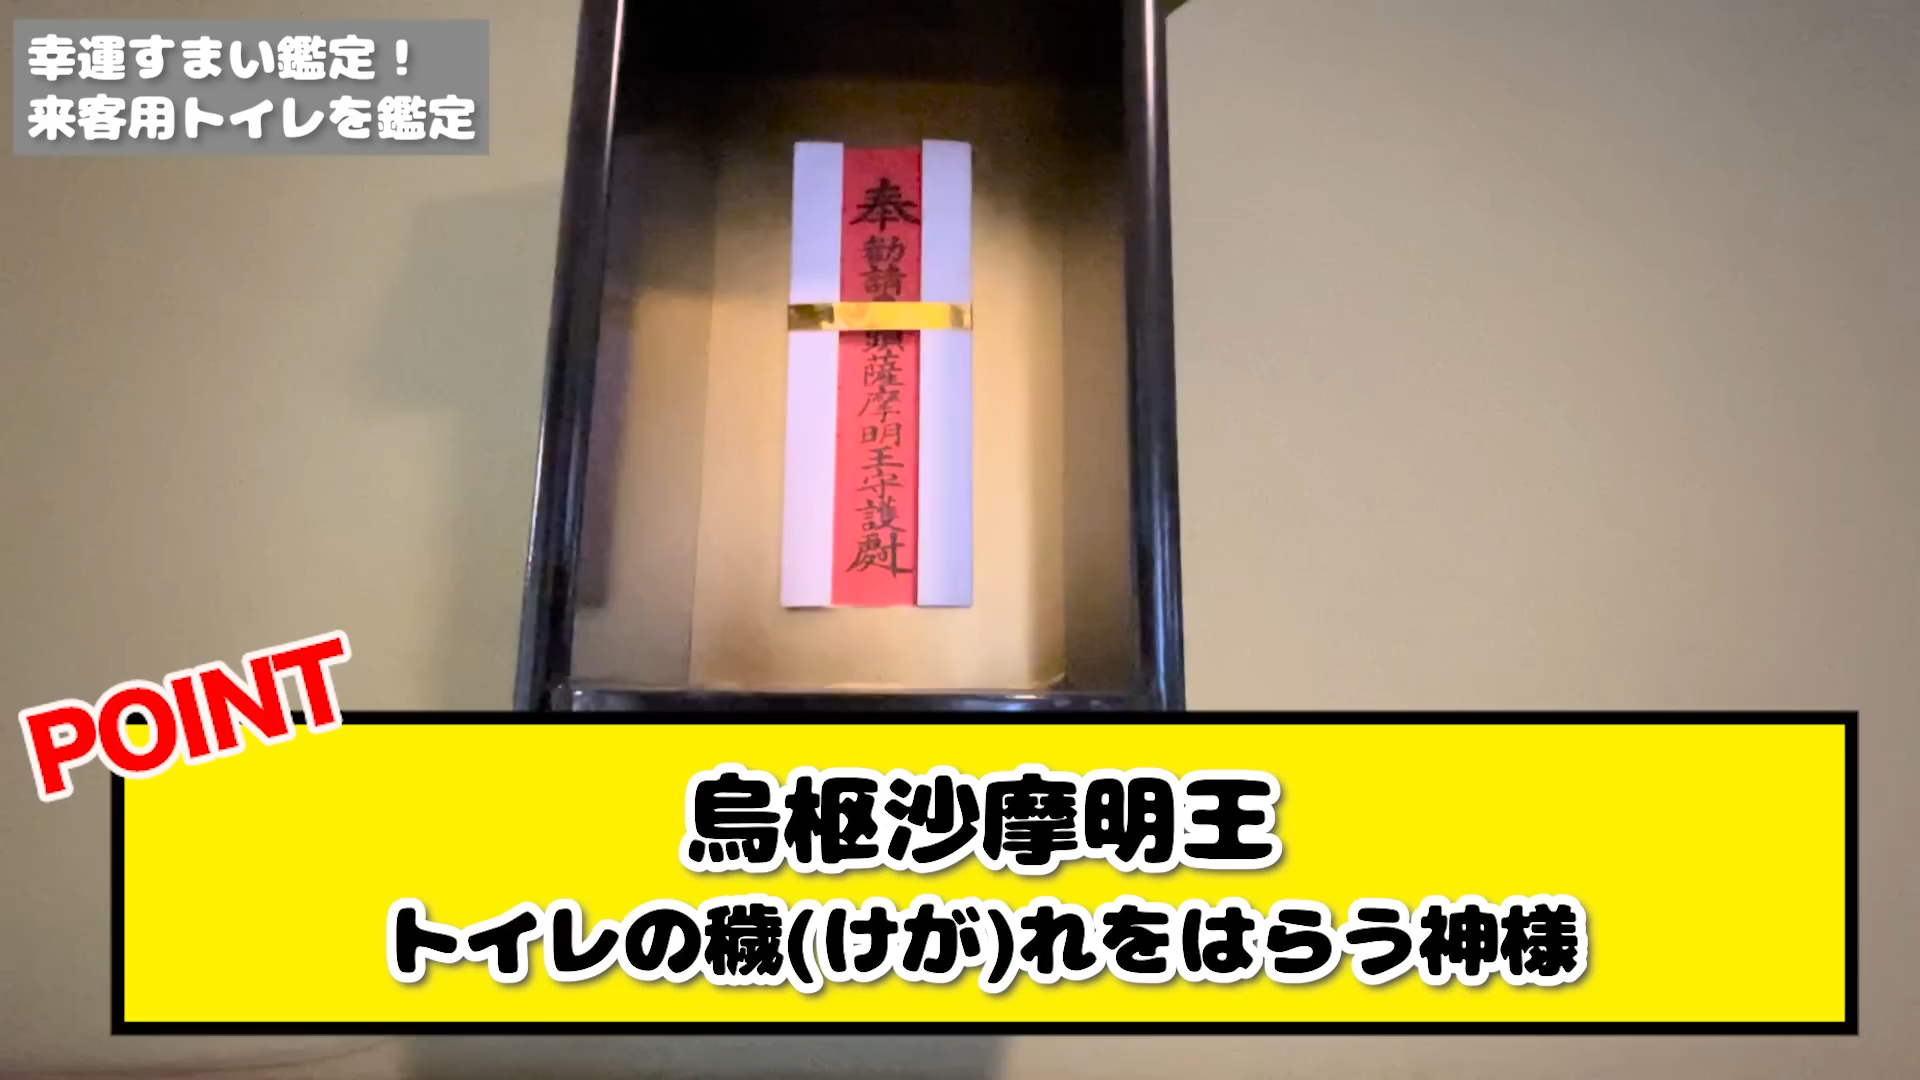 幸運すまい鑑定！
来客用トイレを鑑定
奉勧請
薩摩明王守護
POINT
烏枢沙摩明王
トイレの穢(けが)れをはらう神様